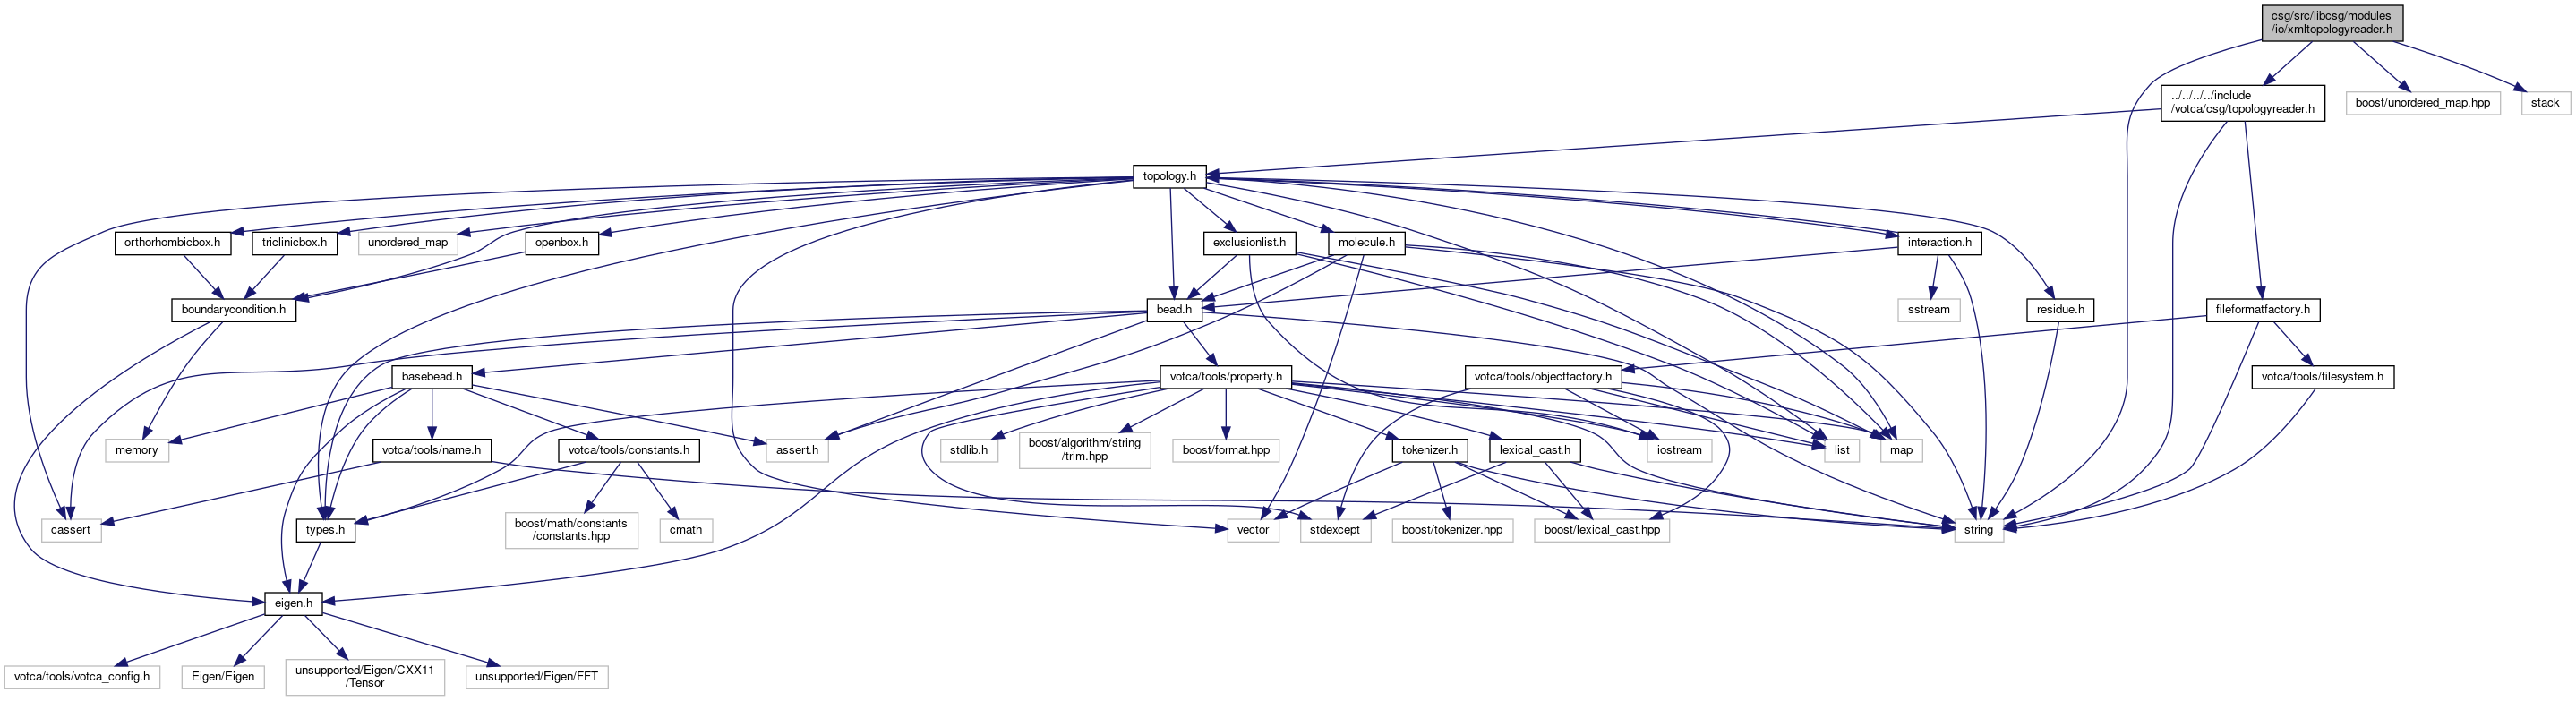 csg/src/libcsg/modules
/io/xmltopologyreader.h
../../../../include
/votca/csg/topologyreader.h
boost/unordered_map.hpp
stack
topology.h
orthorhombicbox.h
triclinicbox.h
unordered_map
openbox.h
exclusionlist.h
molecule.h
interaction.h
boundarycondition.h
bead.h
sstream
residue.h
fileformatfactory.h
basebead.h
votca/tools/property.h
votca/tools/objectfactory.h
votca/tools/filesystem.h
memory
votca/tools/name.h
votca/tools/constants.h
assert.h
stdlib.h
boost/algorithm/string
/trim.hpp
boost/format.hpp
tokenizer.h
lexical_cast.h
iostream
list
map
cassert
types.h
boost/math/constants
/constants.hpp
cmath
vector
stdexcept
boost/tokenizer.hpp
boost/lexical_cast.hpp
string
eigen.h
votca/tools/votca_config.h
Eigen/Eigen
unsupported/Eigen/CXX11
/Tensor
unsupported/Eigen/FFT